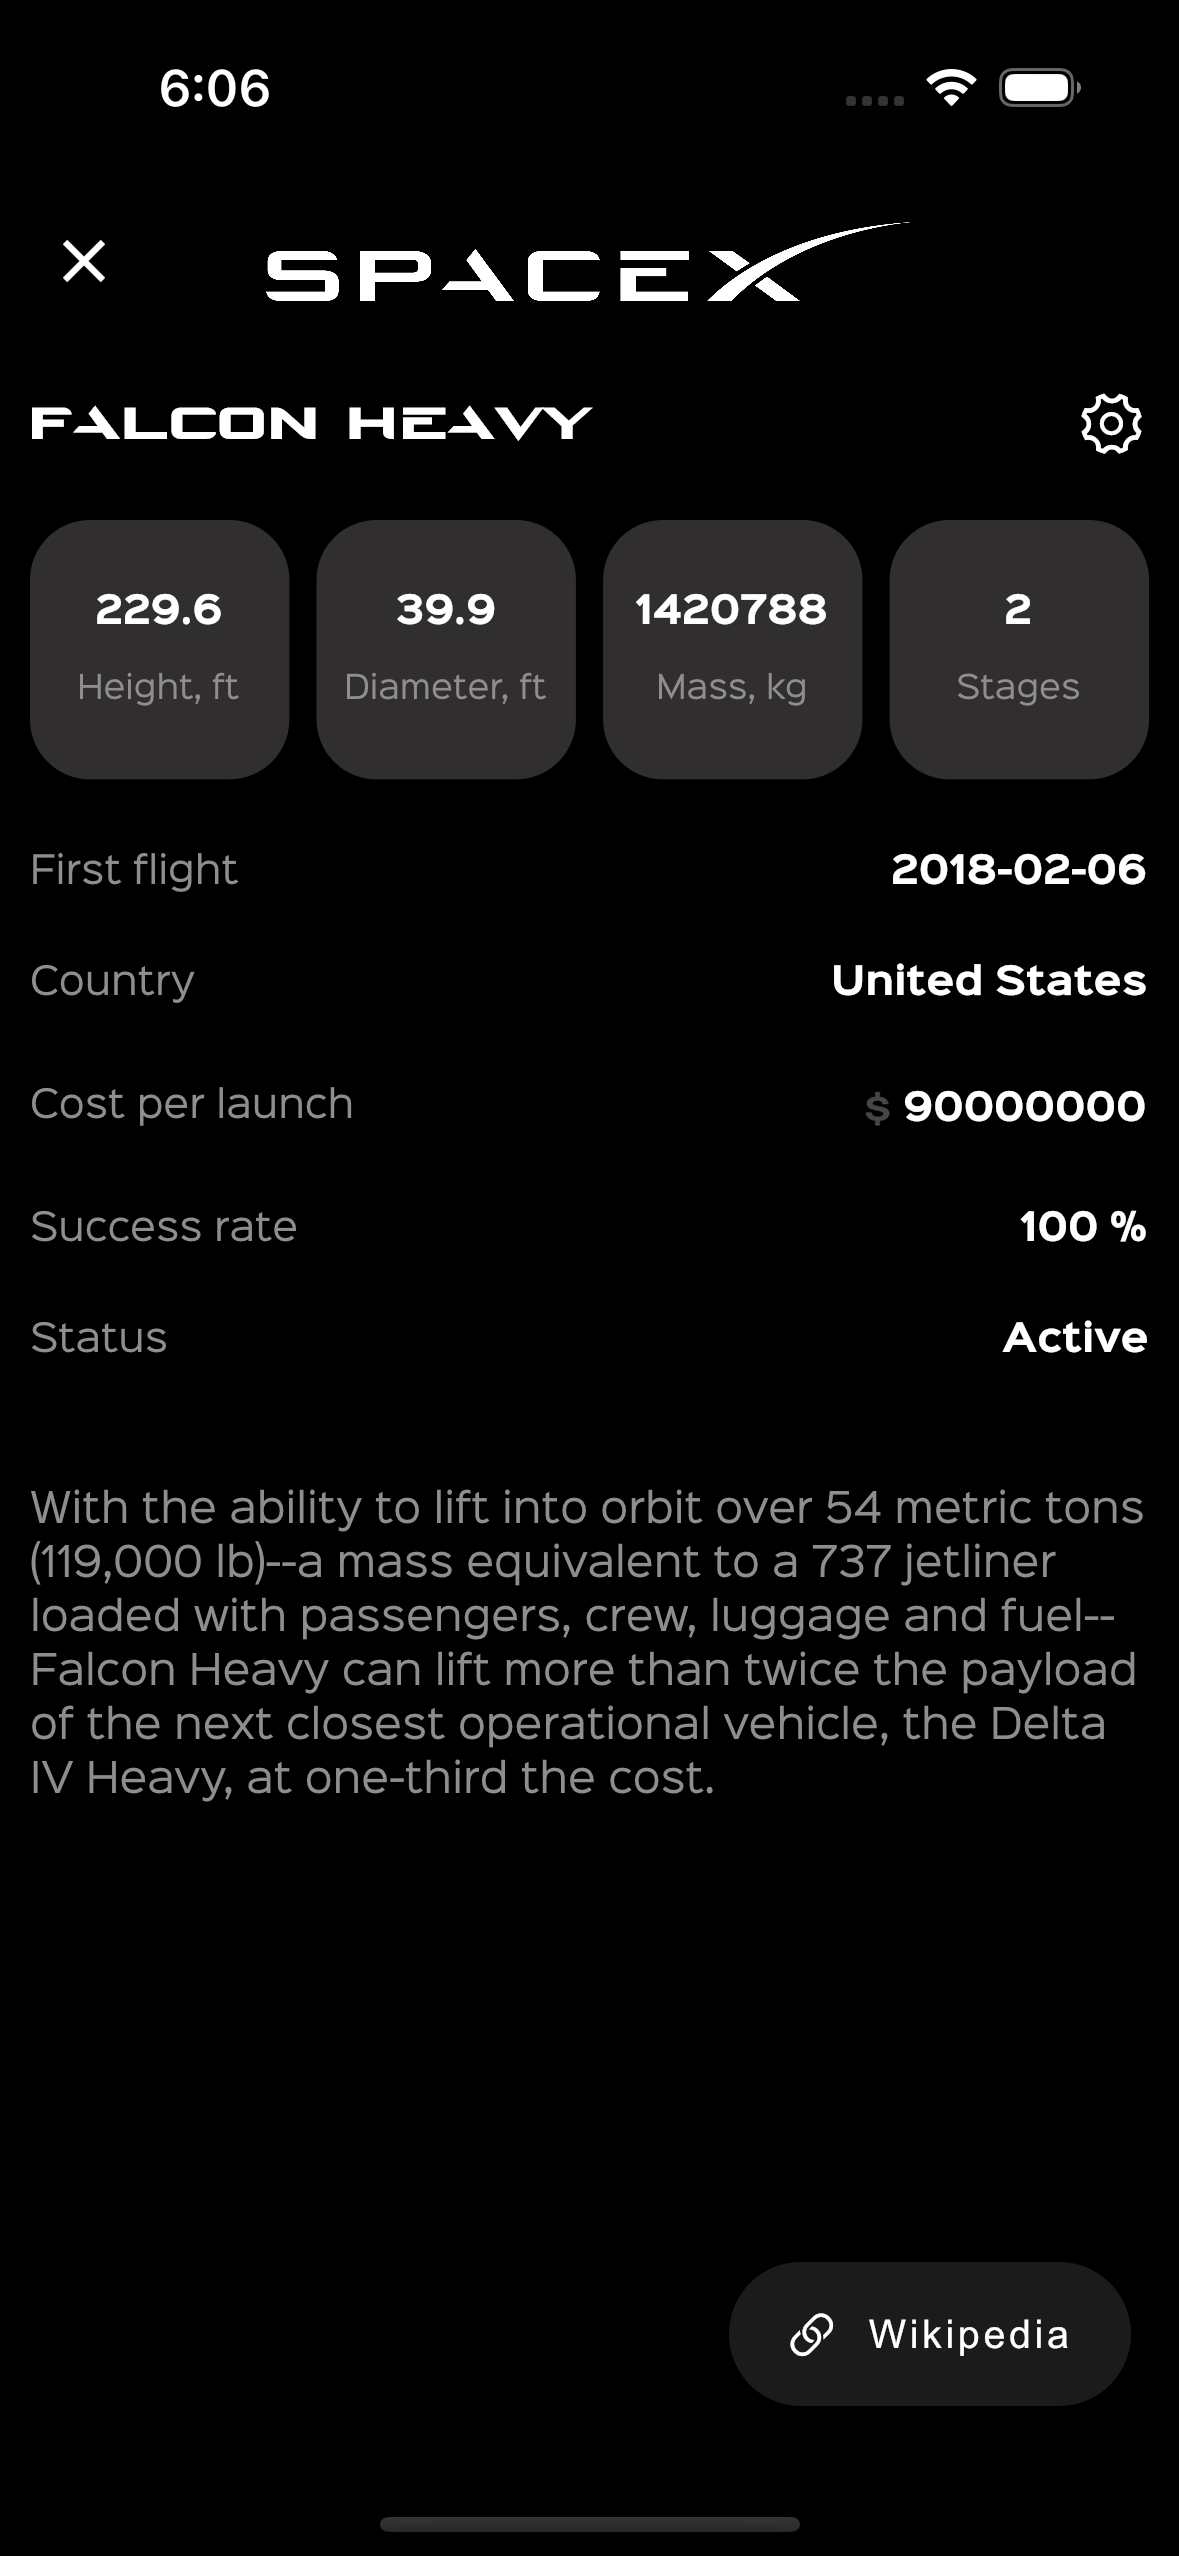 6:06
SPACEX
FALCON HEAVY
229.6
Height, ft
39.9
Diameter, ft
1420788
Mass, kg
2
Stages
First flight
2018-02-06
Country
United States
Cost per launch
$ 90000000
Success rate
100 %
Status
Active
With the ability to lift into orbit over 54 metric tons
(119,000 lb)--a mass equivalent to a 737 jetliner
loaded with passengers, crew, luggage and fuel--
Falcon Heavy can lift more than twice the payload
of the next closest operational vehicle, the Delta
IV Heavy, at one-third the cost.
Wikipedia